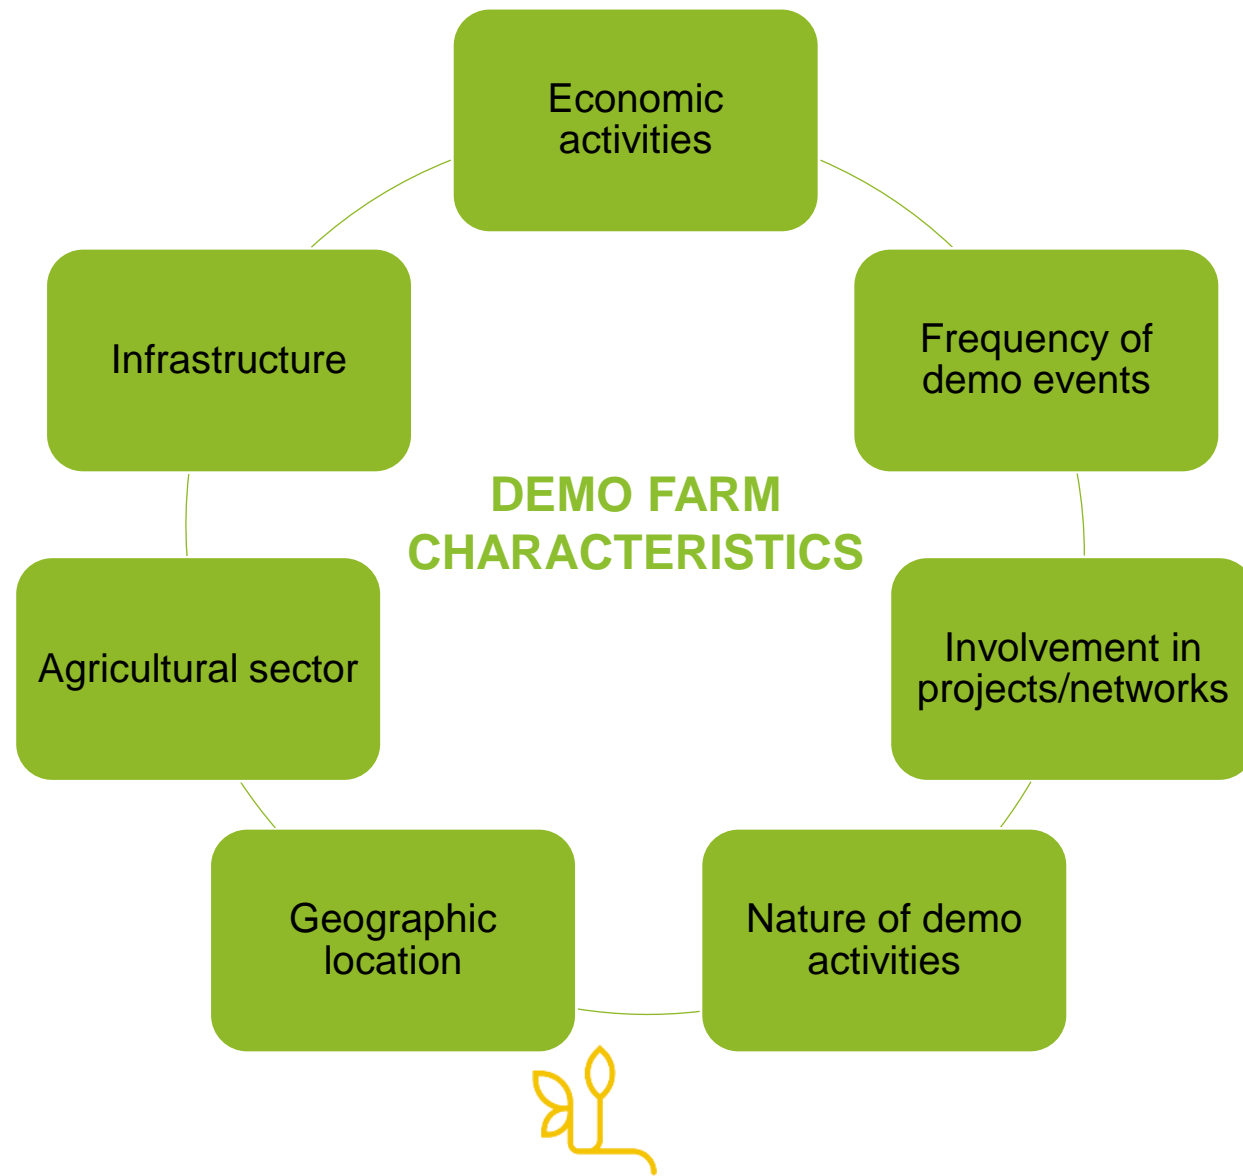 Economic
activities
Frequency of
demo events
Involvement in
projects/networks
Nature of demo
activities
Geographic
location
Agricultural sector
Infrastructure
DEMO FARM
CHARACTERISTICS